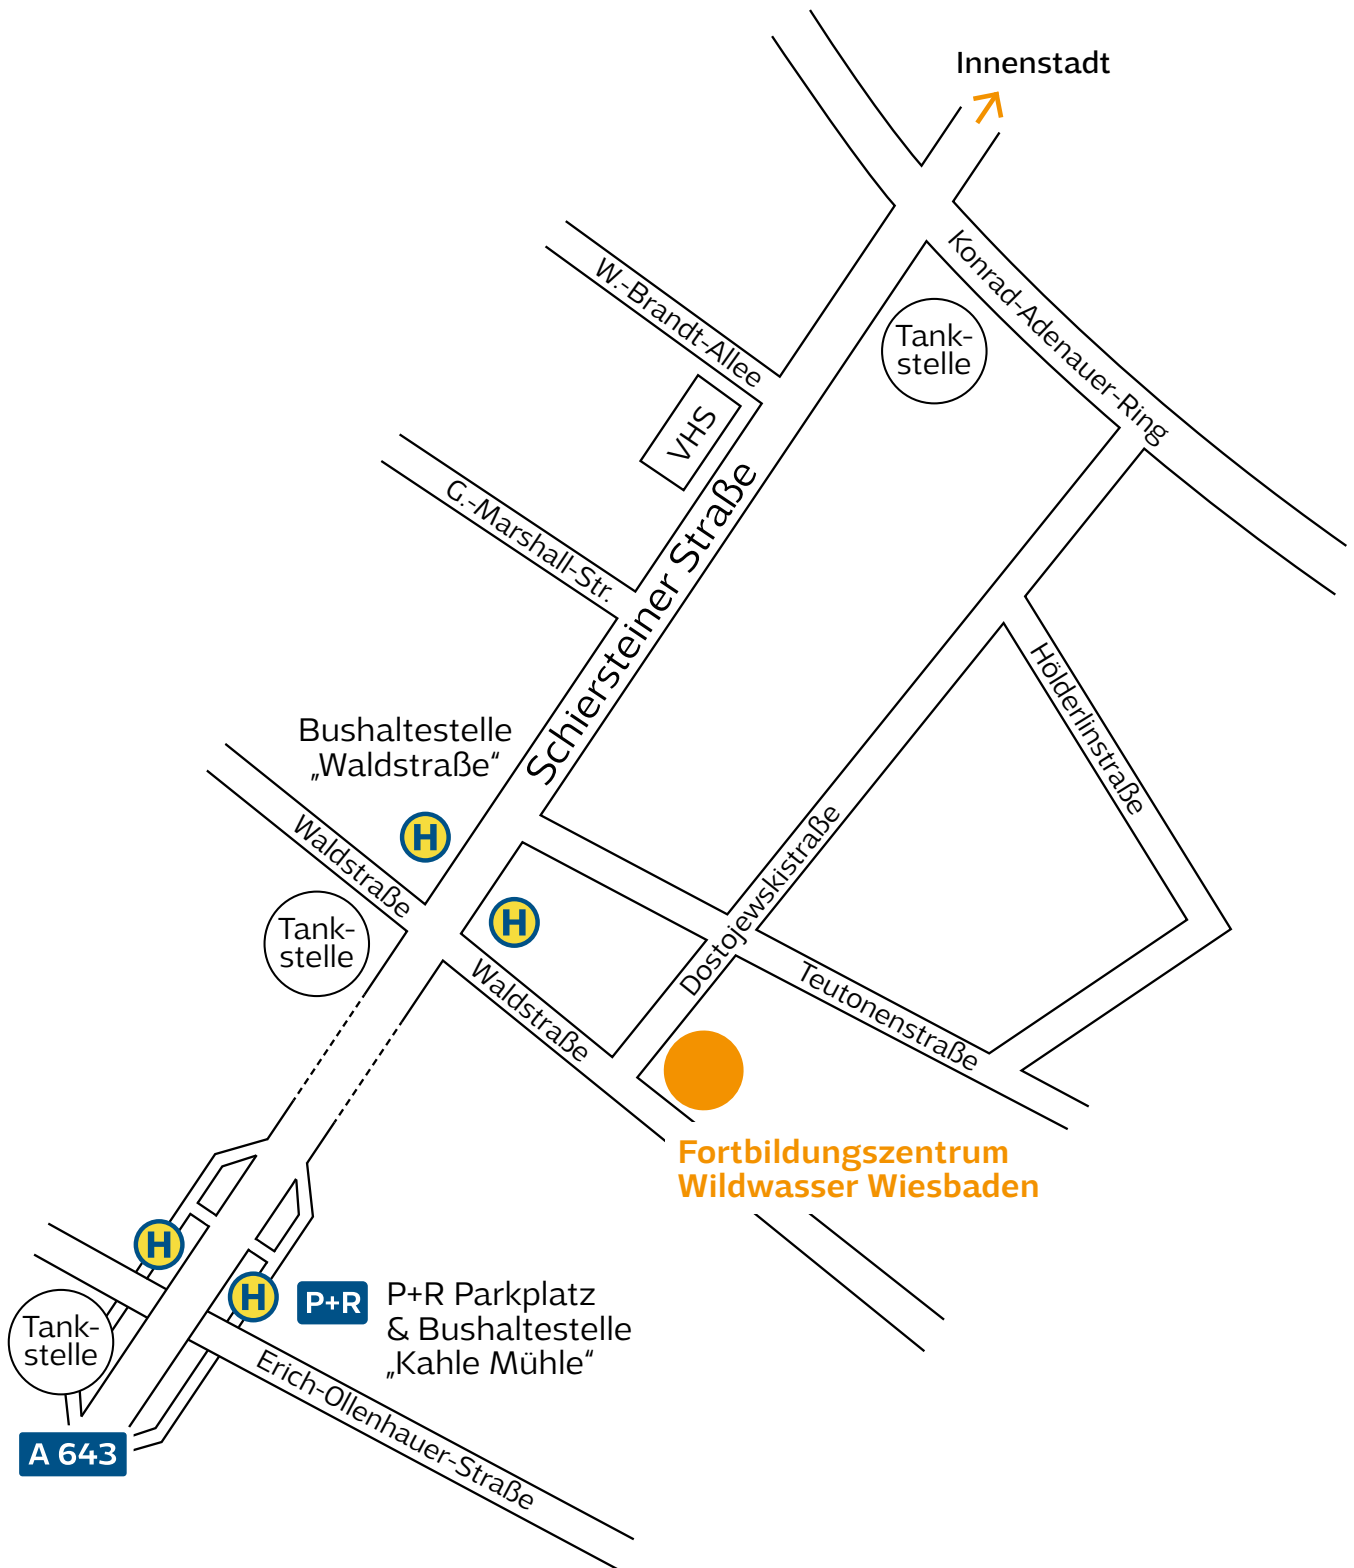 Innenstadt
Konrad-Adenauer-Ring
W.-Brandt-Allee
Tank-
stelle
VHS
G.-Marshall-Str.
Schiersteiner Straße
Hölderlinstraße
Bushaltestelle
„Waldstraße“
H
Waldstraße
Dostojewskistraße
Tank-
stelle
H
Waldstraße
Teutonenstraße
Fortbildungszentrum
Wildwasser Wiesbaden
H
H
P+R
P+R Parkplatz
& Bushaltestelle
„Kahle Mühle“
Tank-
stelle
Erich-Ollenhauer-Straße
A 643